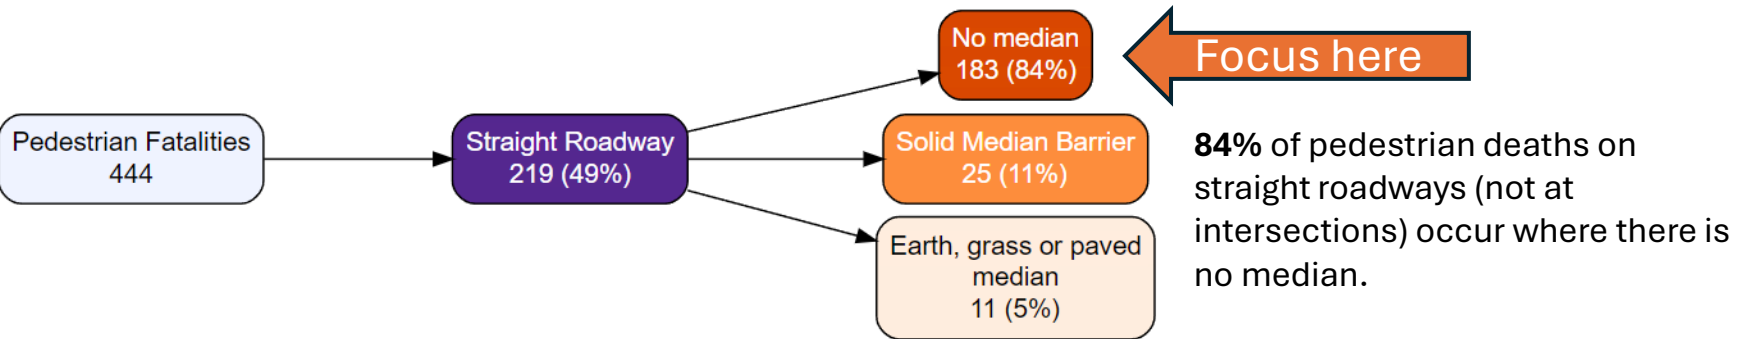 Pedestrian Fatalities
444
Straight Roadway
219 (49%)
No median
183 (84%)
Solid Median Barrier
25 (11%)
Earth, grass or paved
median
11 (5%)
Focus here
84% of pedestrian deaths on
straight roadways (not at
intersections) occur where there is
no median.